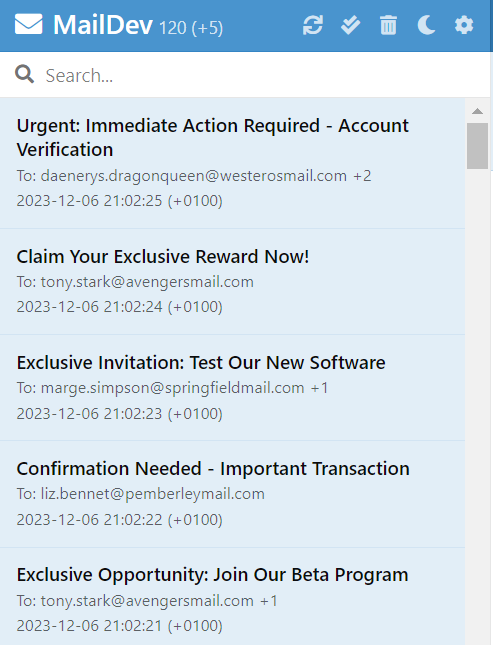 MailDev 120 (+5)
Search...
Urgent: Immediate Action Required - Account
Verification
To: daenerys.dragonqueen@westerosmail.com +2
2023-12-06 21:02:25 (+0100)
Claim Your Exclusive Reward Now!
To: tony.stark@avengersmail.com
2023-12-06 21:02:24 (+0100)
Exclusive Invitation: Test Our New Software
To: marge.simpson@springfieldmail.com +1
2023-12-06 21:02:23 (+0100)
Confirmation Needed - Important Transaction
To: liz.bennet@pemberleymail.com
2023-12-06 21:02:22 (+0100)
Exclusive Opportunity: Join Our Beta Program
To: tony.stark@avengersmail.com +1
2023-12-06 21:02:21 (+0100)